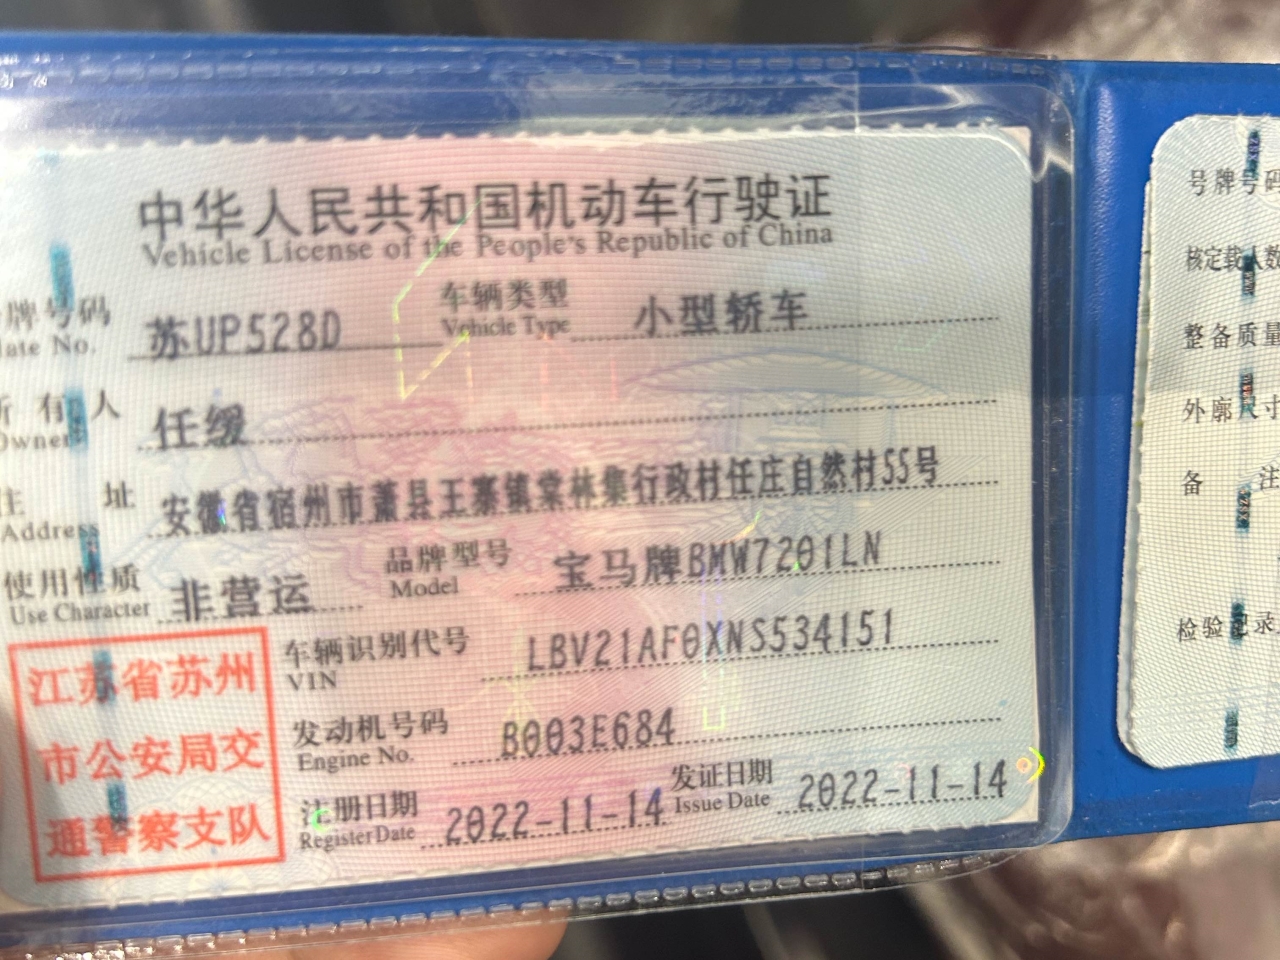 中华人民共和国机动车行驶证
Vehicle License of the People's Republic of China
牌号码 苏UP528D 车辆类型 小型轿车
ate No. Vehicle Type
所有人 任缓
Owner
注 址 安徽省宿州市萧县王寨镇棠林集行政村任庄自然村55号
Address
使用性质 非营运 品牌型号 宝马牌BMW7201LN
Use Character Model
车辆识别代号 LBV21AF0XNS534151
VIN
发动机号码 B003E684
Engine No.
注册日期 2022-11-14 发证日期 2022-11-14
RegisterDate Issue Date
江苏省苏州
市公安局交
通警察支队
号牌号码
核定载人数
整备质量
外廓尺寸
备 注
检验记录